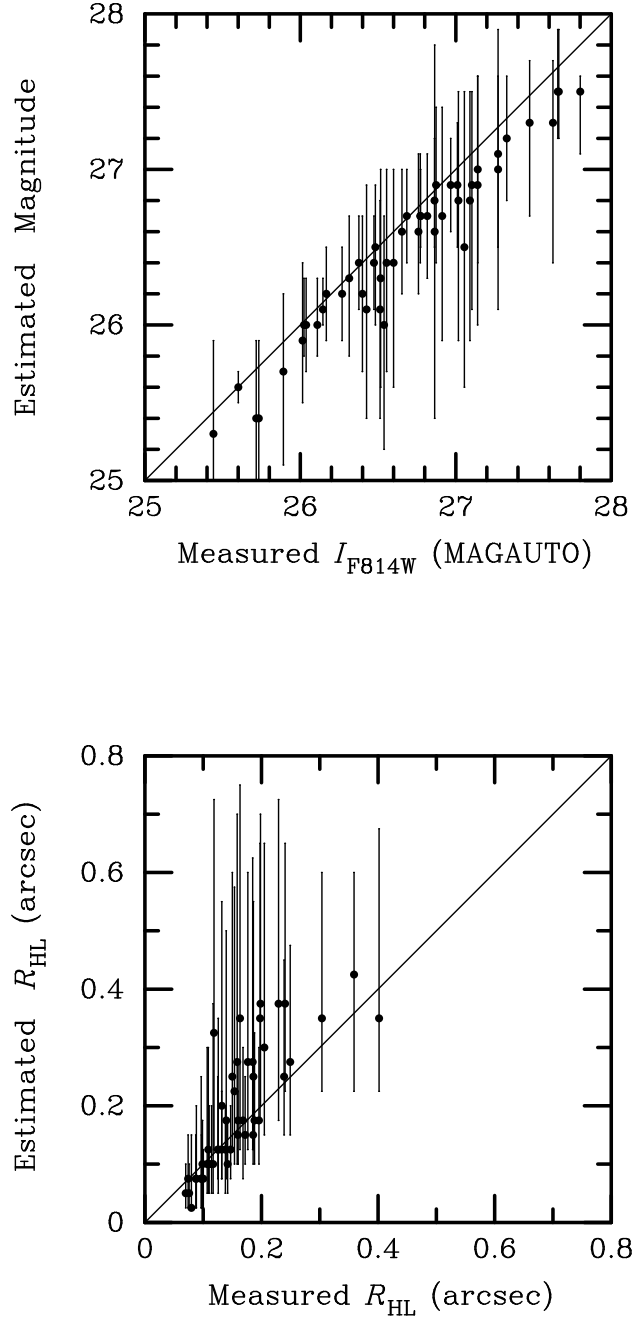 28
27
26
25
Estimated Magnitude
25 26 27 28
Measured I_F814W (MAGAUTO)
0.8
0.6
0.4
0.2
0
Estimated R_HL (arcsec)
0 0.2 0.4 0.6 0.8
Measured R_HL (arcsec)